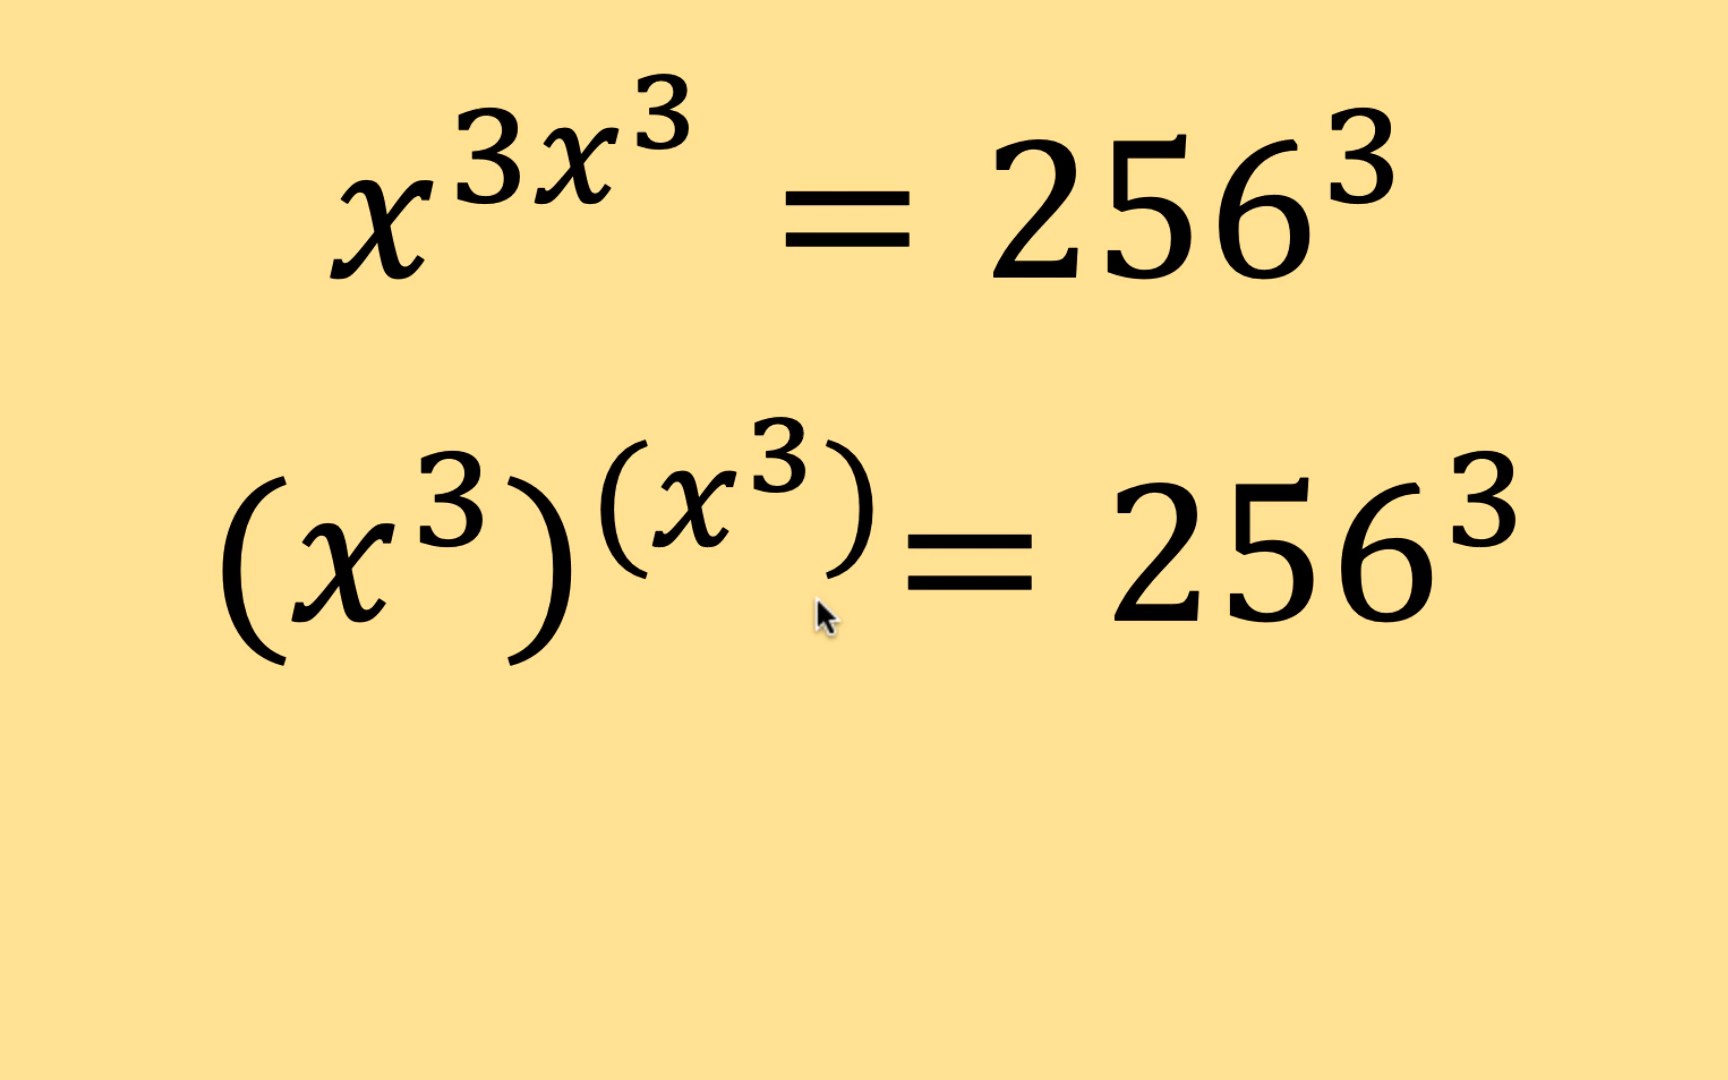 x^{3x^3} = 256^3
(x^3)^{(x^3)} = 256^3